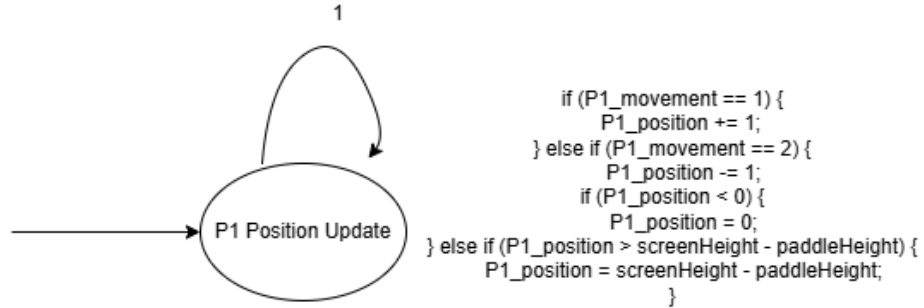 1
P1 Position Update
if (P1_movement == 1) {
P1_position += 1;
} else if (P1_movement == 2) {
P1_position -= 1;
if (P1_position < 0) {
P1_position = 0;
} else if (P1_position > screenHeight - paddleHeight) {
P1_position = screenHeight - paddleHeight;
}